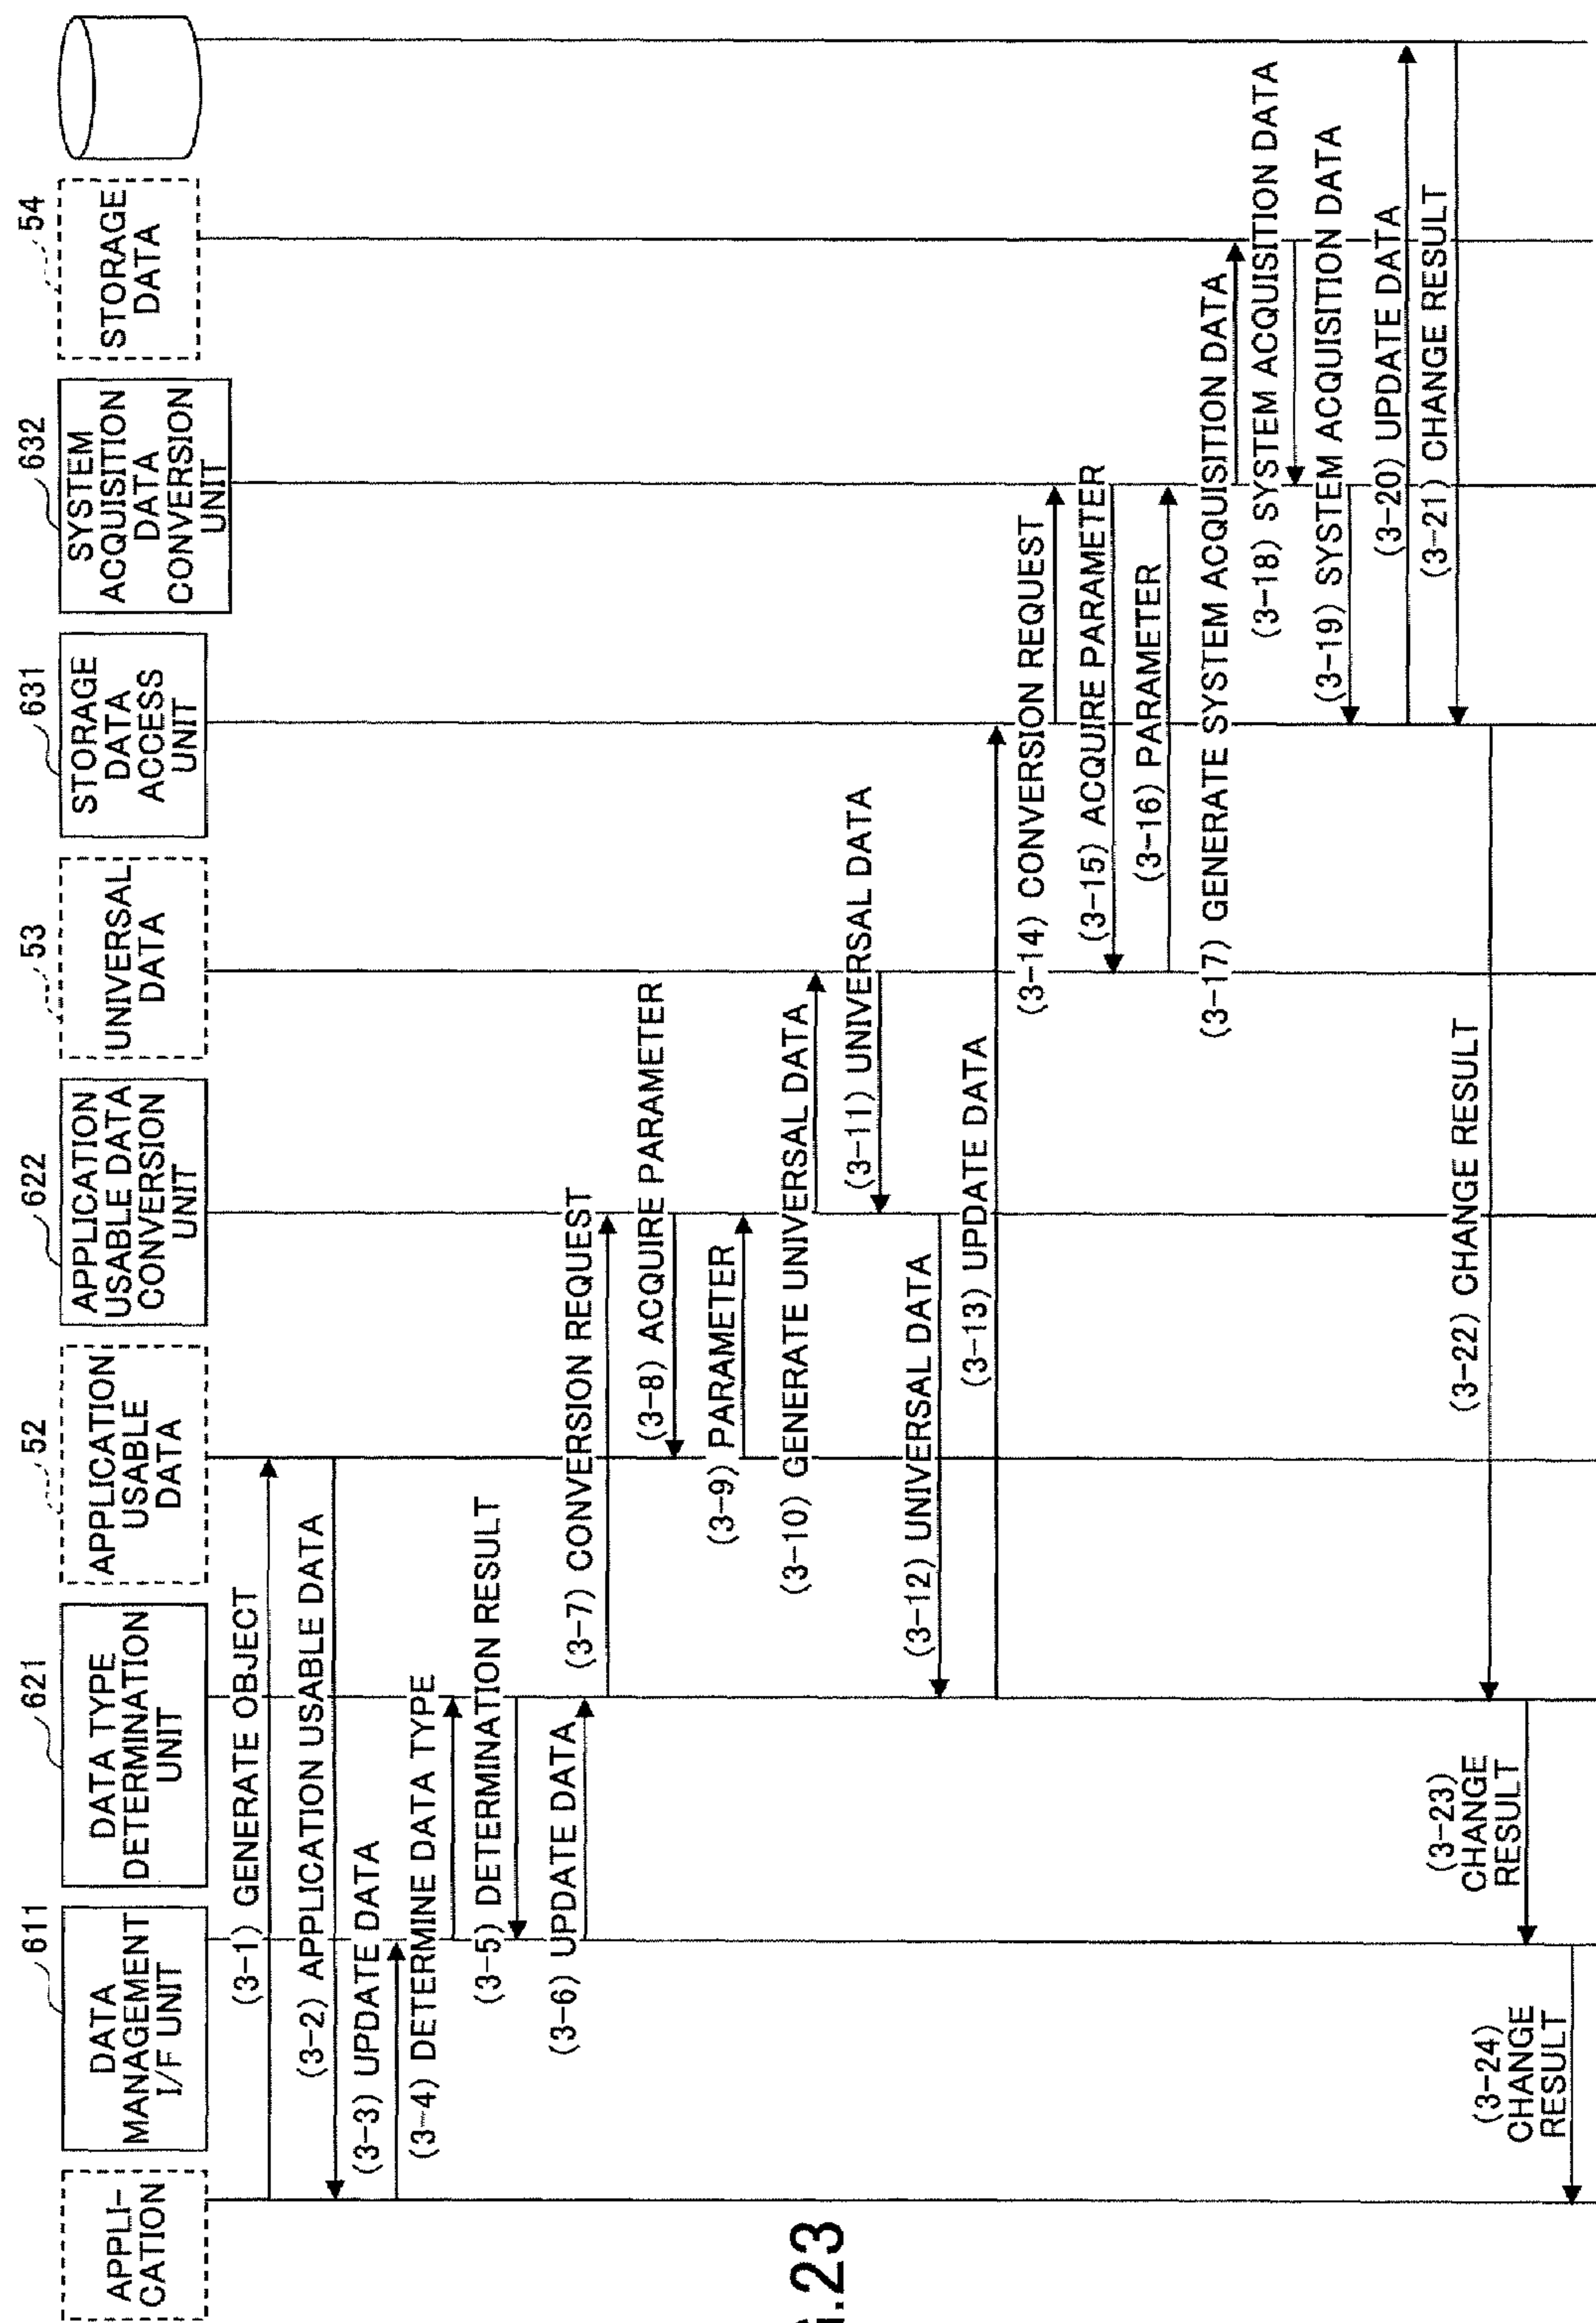 APPLI-
CATION
611
DATA
MANAGEMENT
I/F UNIT
621
DATA TYPE
DETERMINATION
UNIT
52
APPLICATION
USABLE
DATA
622
APPLICATION
USABLE DATA
CONVERSION
UNIT
53
UNIVERSAL
DATA
631
STORAGE
DATA
ACCESS
UNIT
632
SYSTEM
ACQUISITION
DATA
CONVERSION
UNIT
54
STORAGE
DATA
(3-1) GENERATE OBJECT
(3-2) APPLICATION USABLE DATA
(3-3) UPDATE DATA
(3-4) DETERMINE DATA TYPE
(3-5) DETERMINATION RESULT
(3-6) UPDATE DATA
(3-7) CONVERSION REQUEST
(3-8) ACQUIRE PARAMETER
(3-9) PARAMETER
(3-10) GENERATE UNIVERSAL DATA
(3-11) UNIVERSAL DATA
(3-12) UNIVERSAL DATA
(3-13) UPDATE DATA
(3-14) CONVERSION REQUEST
(3-15) ACQUIRE PARAMETER
(3-16) PARAMETER
(3-17) GENERATE SYSTEM ACQUISITION DATA
(3-18) SYSTEM ACQUISITION DATA
(3-19) SYSTEM ACQUISITION DATA
(3-20) UPDATE DATA
(3-21) CHANGE RESULT
(3-22) CHANGE RESULT
(3-23)
CHANGE
RESULT
(3-24)
CHANGE
RESULT
.23